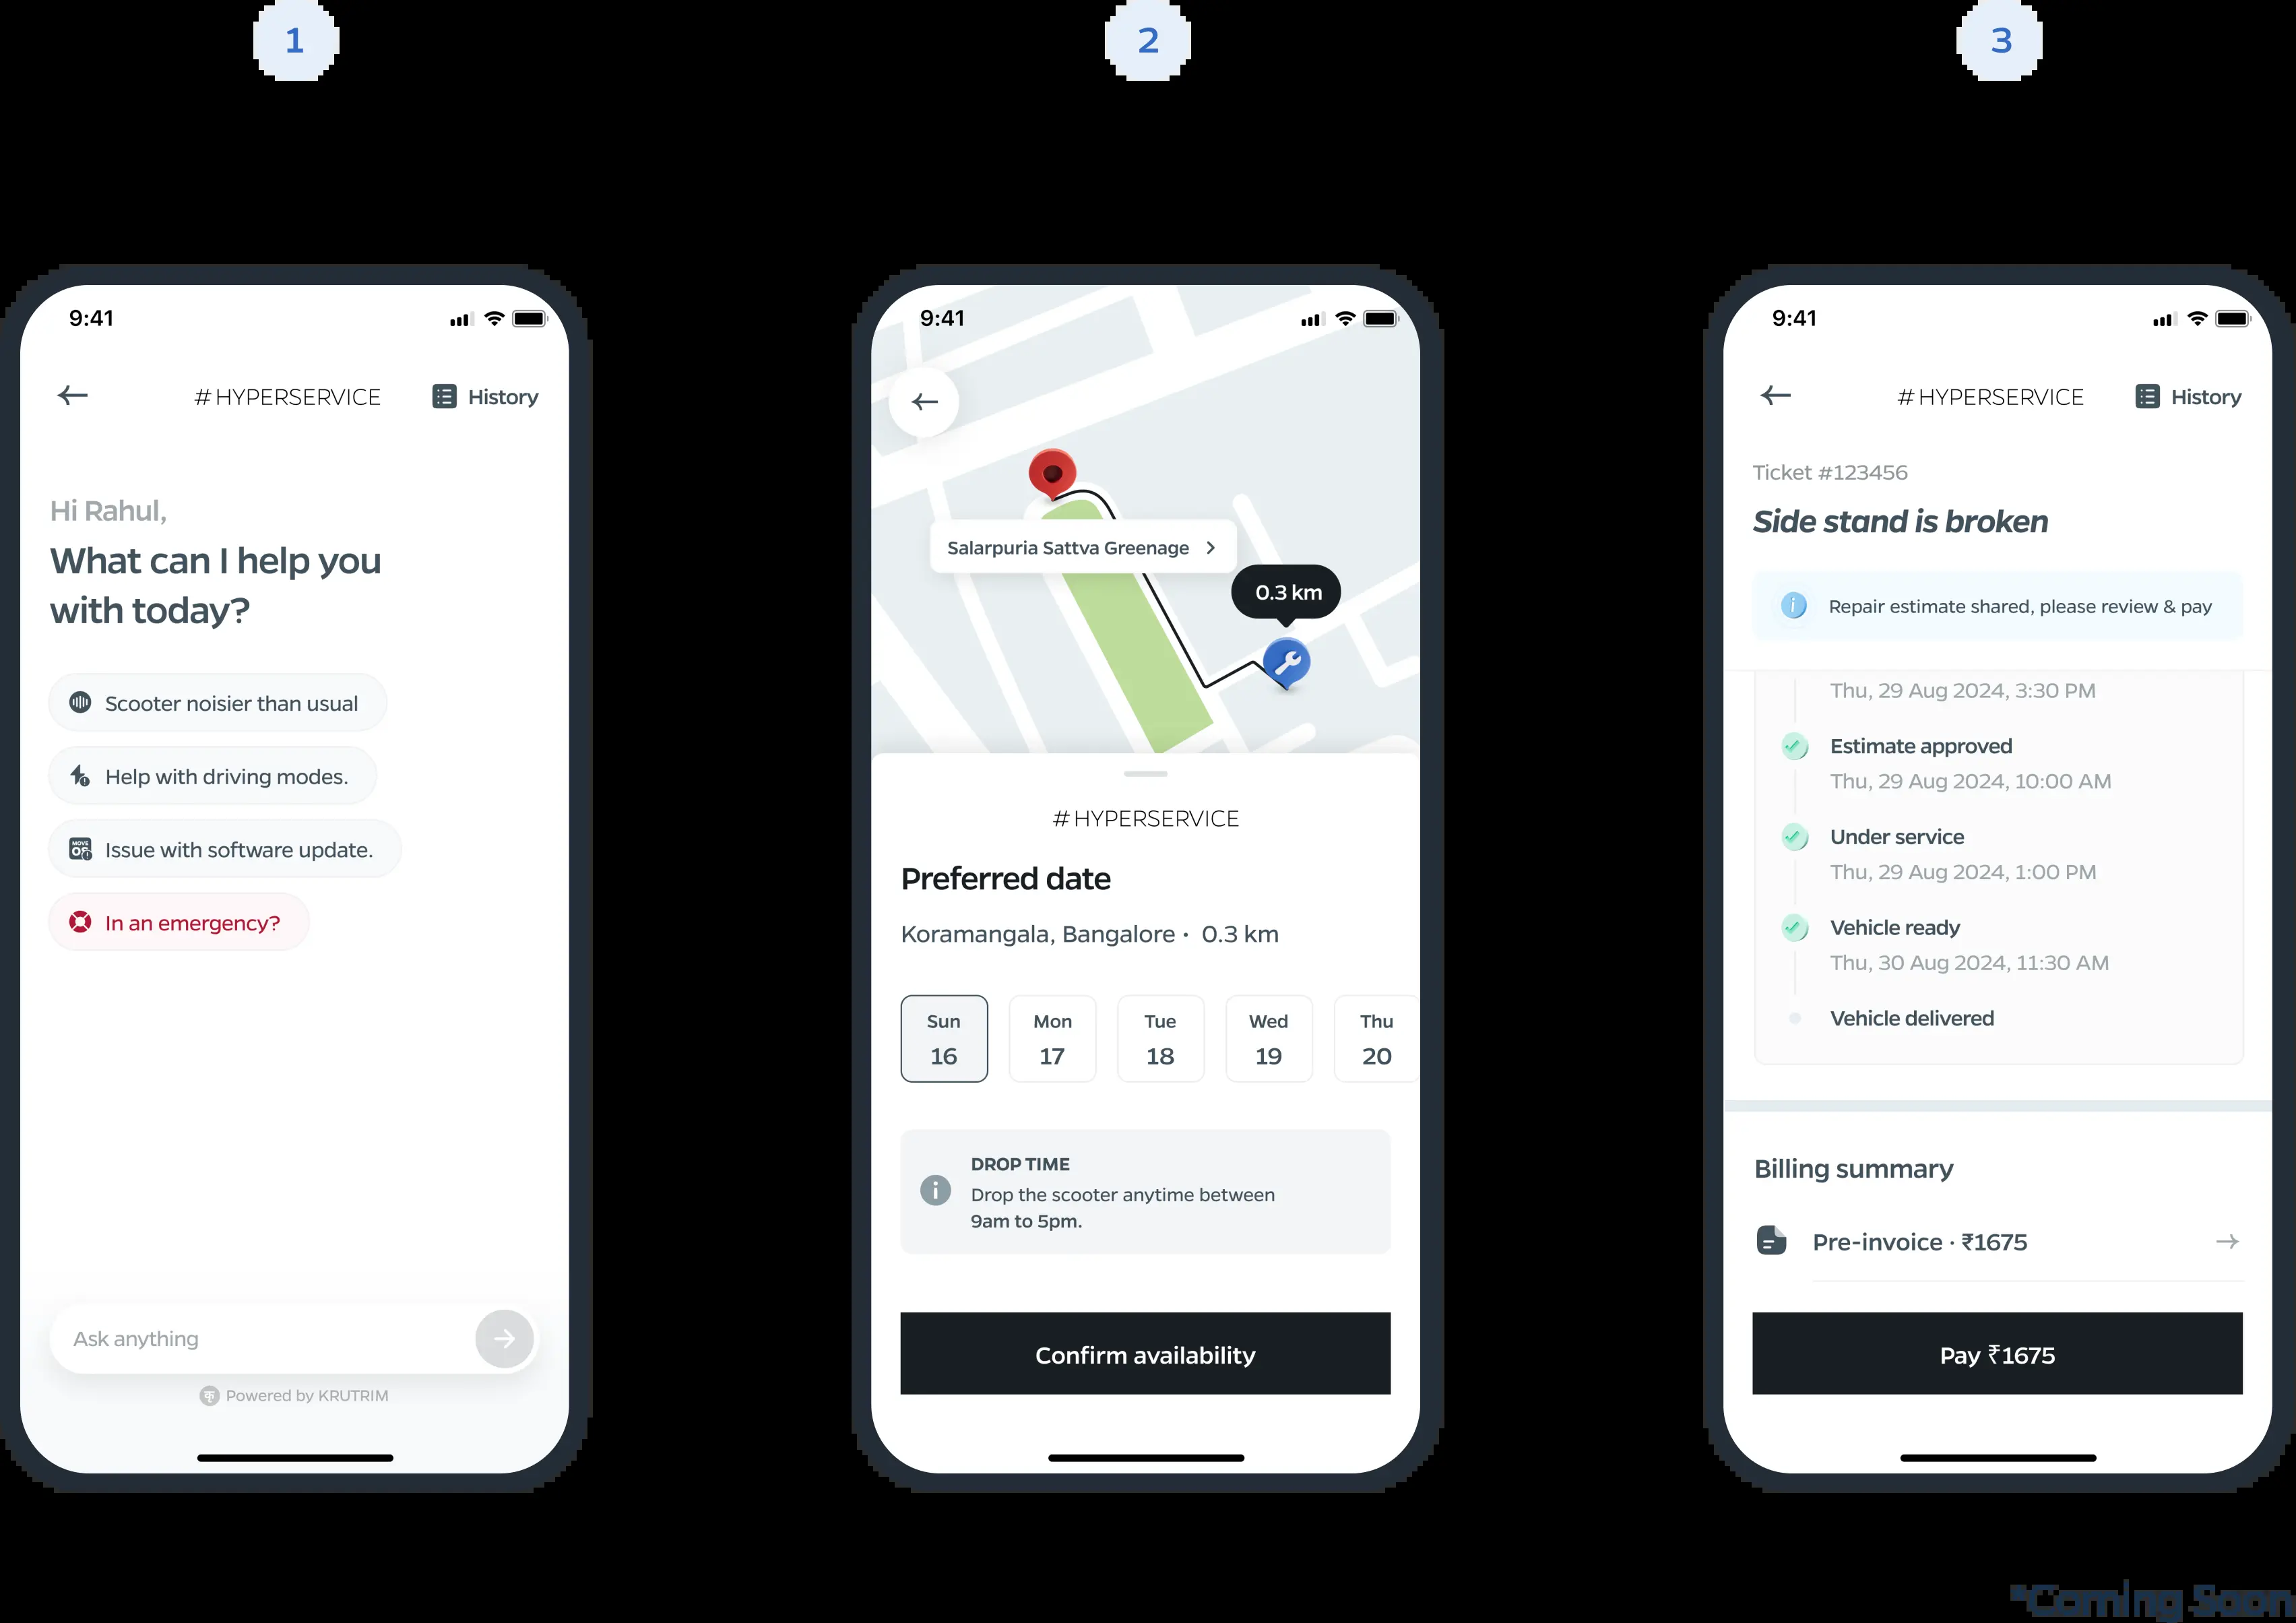 1
9:41
#HYPERSERVICE
History
Hi Rahul,
What can I help you
with today?
Scooter noisier than usual
Help with driving modes.
MOVE
OS
Issue with software update.
In an emergency?
Ask anything
कृ
Powered by KRUTRIM
2
9:41
Salarpuria Sattva Greenage
0.3 km
#HYPERSERVICE
Preferred date
Koramangala, Bangalore · 0.3 km
Sun Mon Tue Wed Thu
16 17 18 19 20
DROP TIME
Drop the scooter anytime between
9am to 5pm.
Confirm availability
3
9:41
#HYPERSERVICE
History
Ticket #123456
Side stand is broken
Repair estimate shared, please review & pay
Thu, 29 Aug 2024, 3:30 PM
Estimate approved
Thu, 29 Aug 2024, 10:00 AM
Under service
Thu, 29 Aug 2024, 1:00 PM
Vehicle ready
Thu, 30 Aug 2024, 11:30 AM
Vehicle delivered
Billing summary
Pre-invoice · ₹1675
Pay ₹1675
*Coming Soon